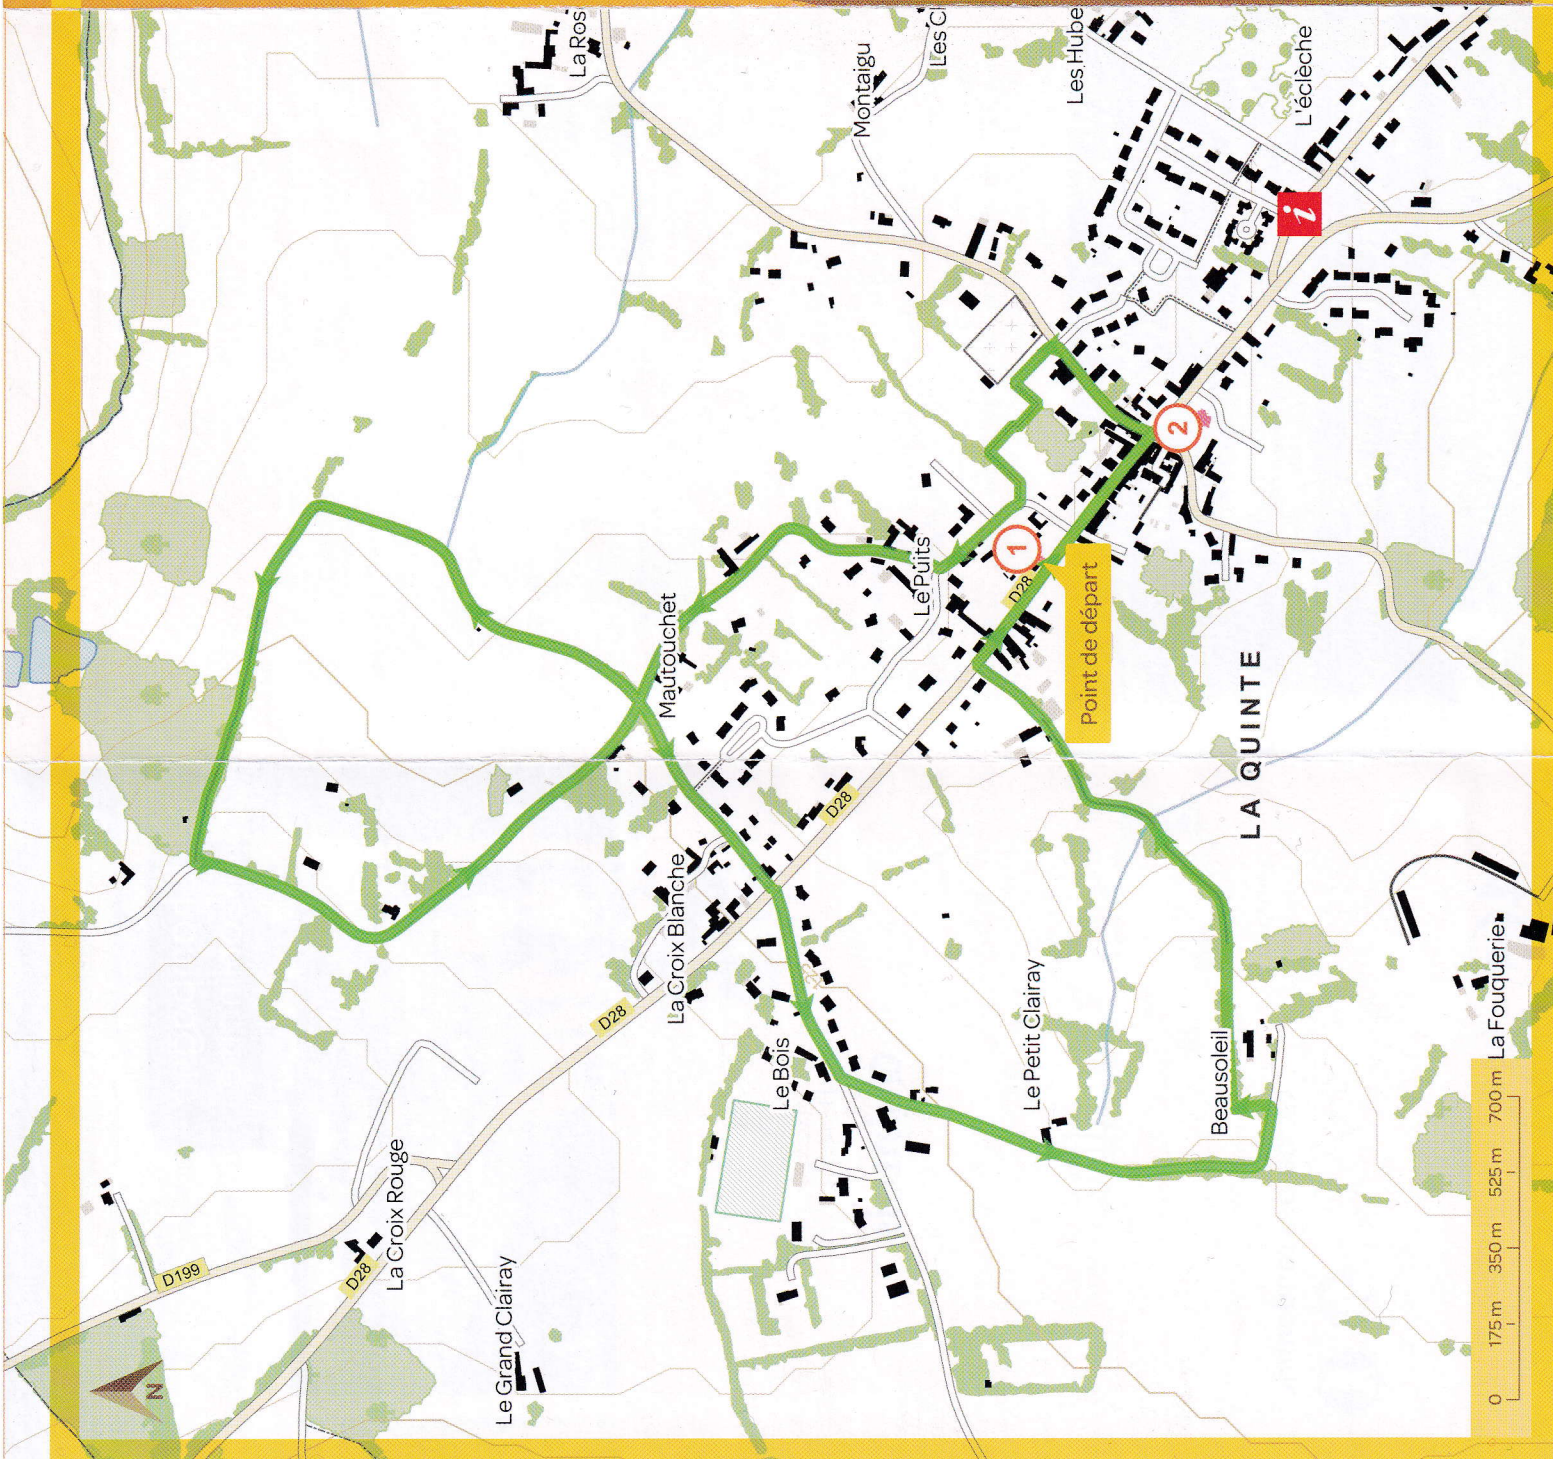 La Ros
Montaigu
Les C
Les Hube
L'éclèche
i
2
1
Le Puits
D28
Point de départ
Mautouchet
LA QUINTE
D28
La Croix Blanche
D28
Le Bois
Le Petit Clairay
Beausoleil
La Fouquerie
La Croix Rouge
D199
D28
Le Grand Clairay
N
0 175 m 350 m 525 m 700 m